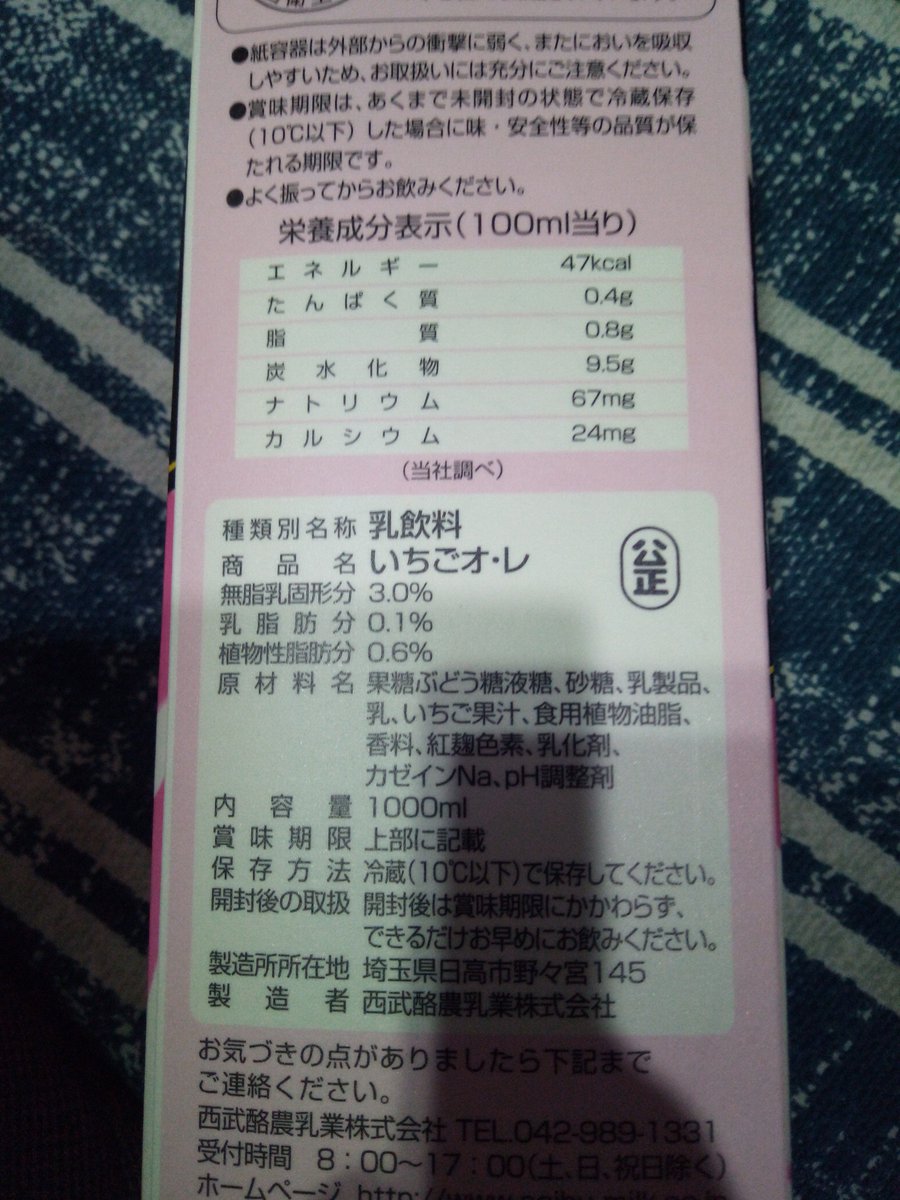 ●紙容器は外部からの衝撃に弱く、またにおいを吸収
しやすいため、お取扱いには充分にご注意ください。
●賞味期限は、あくまで未開封の状態で冷蔵保存
(10℃以下)した場合に味・安全性等の品質が保
たれる期限です。
●よく振ってからお飲みください。
栄養成分表示(100ml当り)
エネルギー 47kcal
たんぱく質 0.4g
脂質 0.8g
炭水化物 9.5g
ナトリウム 67mg
カルシウム 24mg
(当社調べ)
種類別名称 乳飲料
公正
商品名 いちごオ・レ
無脂乳固形分 3.0%
乳脂肪分 0.1%
植物性脂肪分 0.6%
原材料名 果糖ぶどう糖液糖、砂糖、乳製品、
乳、いちご果汁、食用植物油脂、
香料、紅麹色素、乳化剤、
カゼインNa、pH調整剤
内容量 1000ml
賞味期限 上部に記載
保存方法 冷蔵(10℃以下)で保存してください。
開封後の取扱 開封後は賞味期限にかかわらず、
できるだけお早めにお飲みください。
製造所所在地 埼玉県日高市野々宮145
製造者 西武酪農乳業株式会社
お気づきの点がありましたら下記まで
ご連絡ください。
西武酪農乳業株式会社 TEL.042-989-1331
受付時間 8:00〜17:00(土、日、祝日除く)
ホームページ